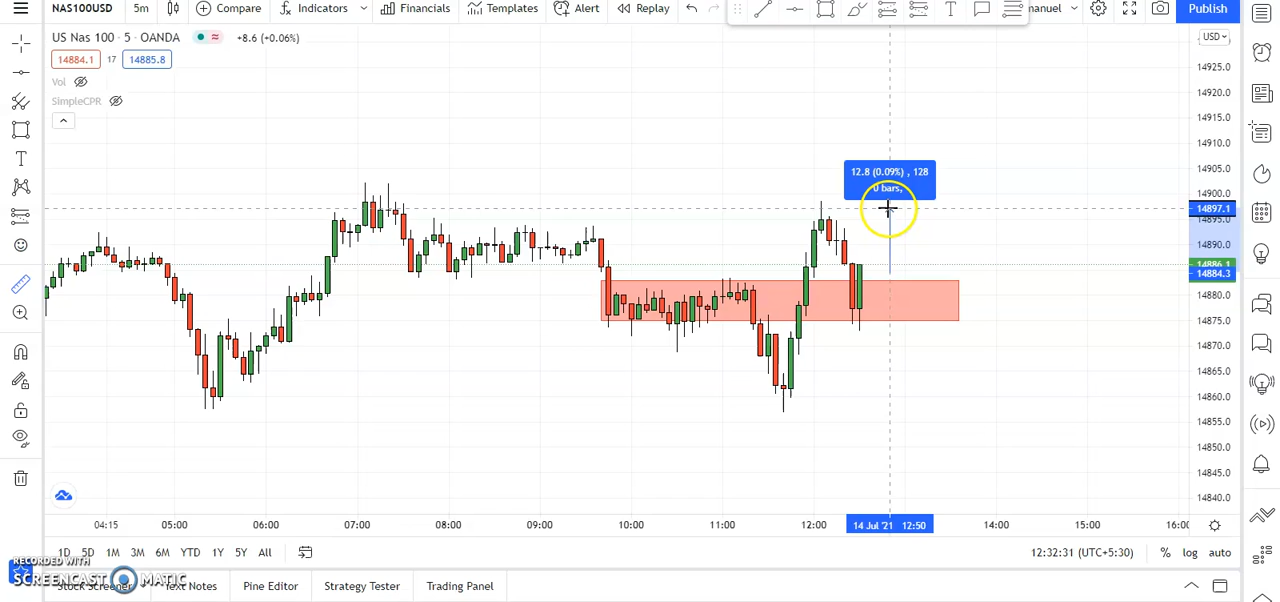 NAS100USD 5m Compare Indicators Financials Templates Alert Replay anuel Publish
US Nas 100 · 5 · OANDA ≈ +8.6 (+0.06%) USD
14884.1 17 14885.8
Vol
SimpleCPR
14925.0
14920.0
14915.0
14910.0
14905.0
14900.0
14897.1
14895.0
14890.0
14886.1
14884.3
14880.0
14875.0
14870.0
14865.0
14860.0
14855.0
14850.0
14845.0
14840.0
12.8 (0.09%) , 128
0 bars,
04:15 05:00 06:00 07:00 08:00 09:00 10:00 11:00 12:00 14 Jul '21 12:50 14:00 15:00 16:00
1D 5D 1M 3M 6M YTD 1Y 5Y All 12:32:31 (UTC+5:30) % log auto
RECORDED WITH
SCREENCAST MATIC
Stock Screener Text Notes Pine Editor Strategy Tester Trading Panel